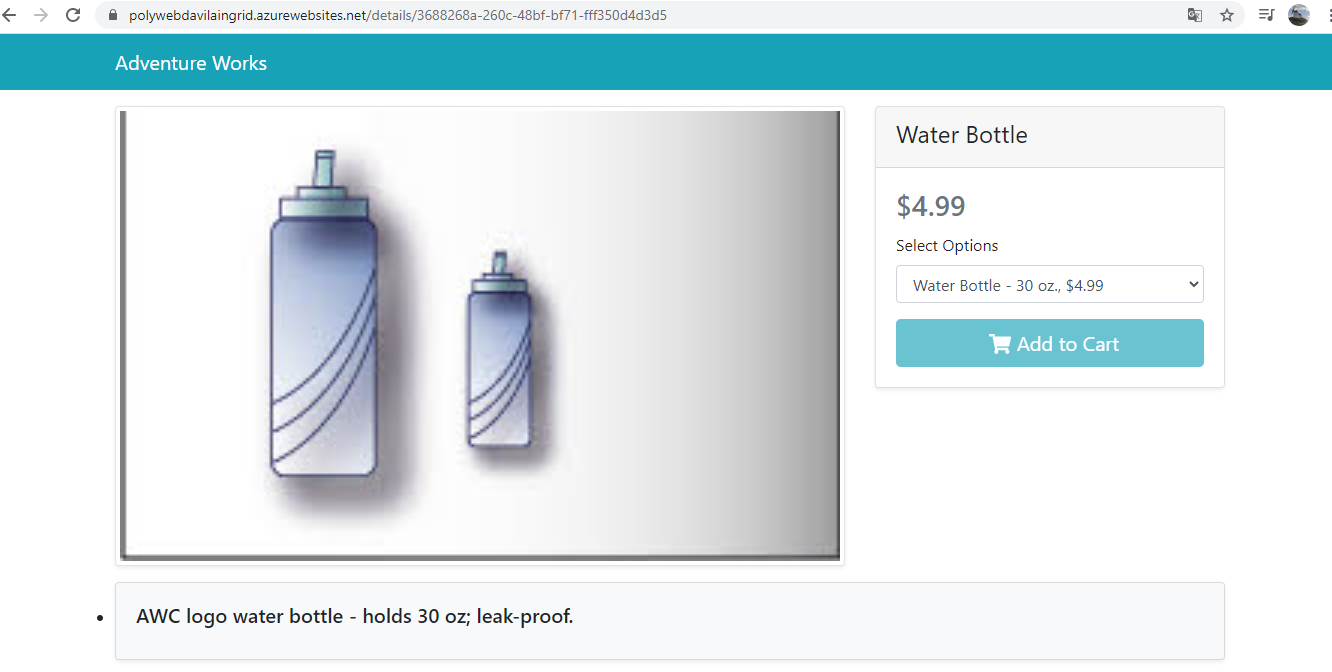 polywebdavilaingrid.azurewebsites.net/details/3688268a-260c-48bf-bf71-fff350d4d3d5
Adventure Works
Water Bottle
$4.99
Select Options
Water Bottle - 30 oz., $4.99
Add to Cart
AWC logo water bottle - holds 30 oz; leak-proof.